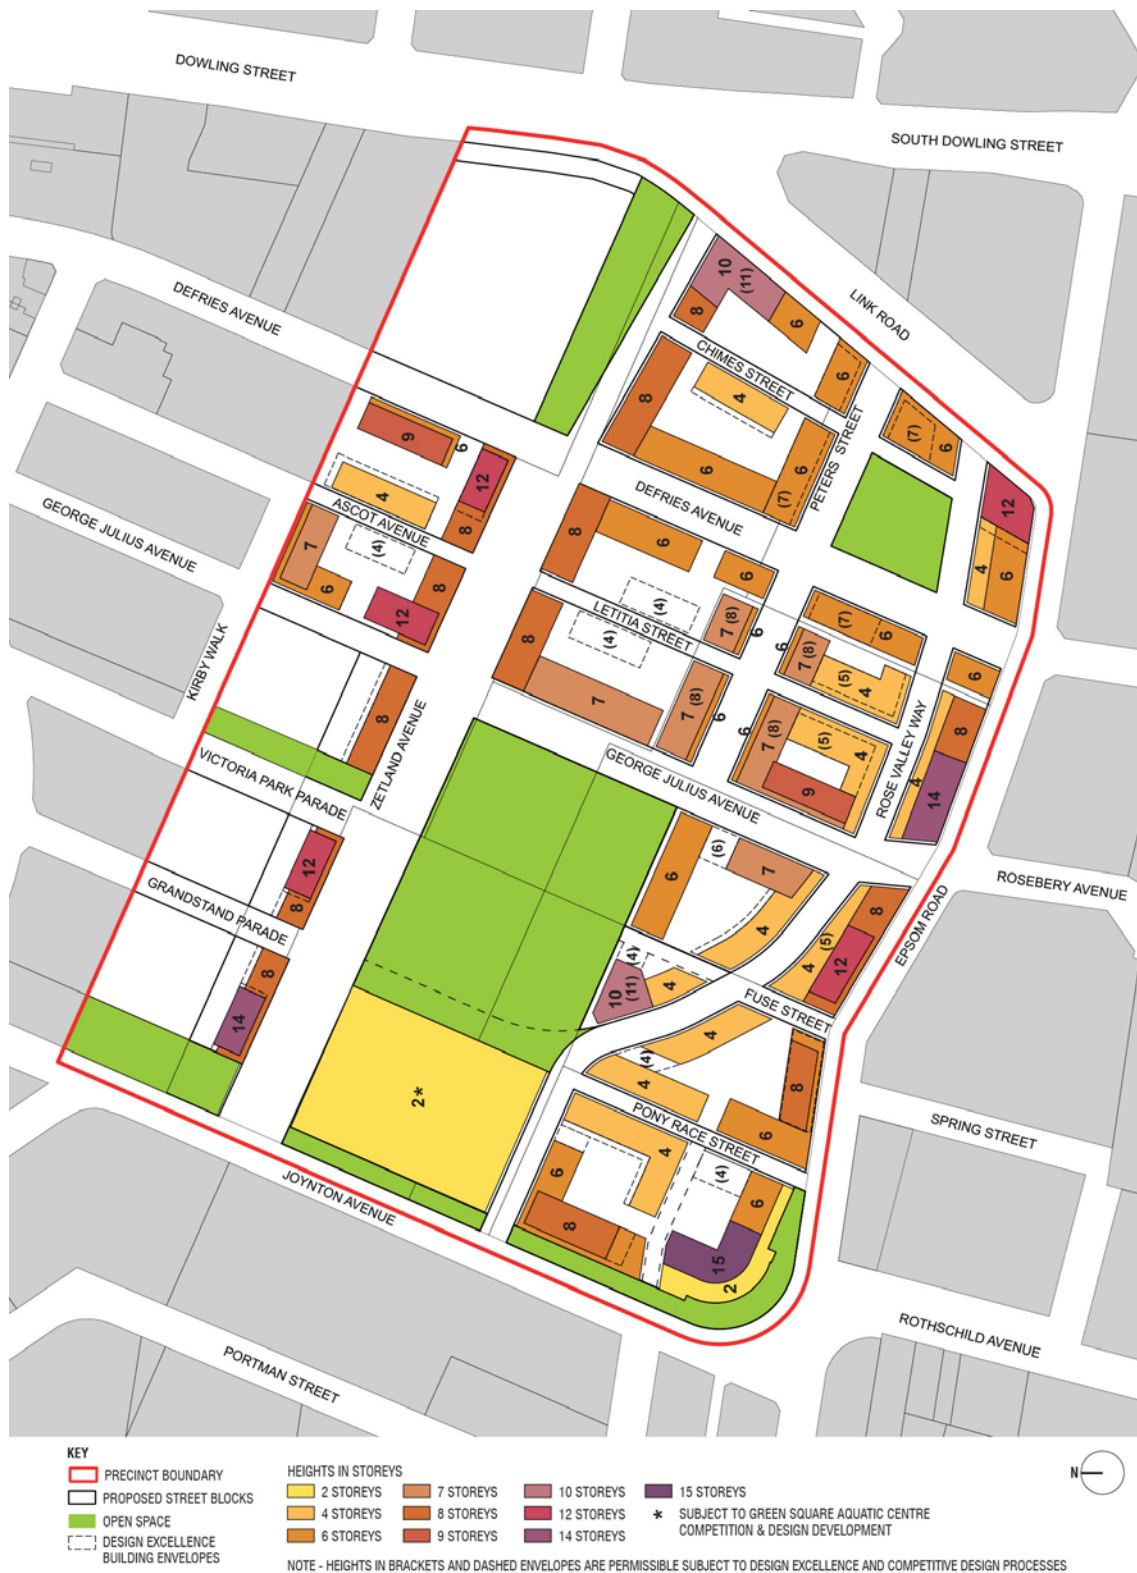 DOWLING STREET
SOUTH DOWLING STREET
LINK ROAD
DEFRIES AVENUE
10
(11)
8
6
CHIMES STREET
6
8
4
6
6
(7)
PETERS STREET
(7)
6
12
4
6
9
6
12
4
8
ASCOT AVENUE
7
(4)
8
6
12
GEORGE JULIUS AVENUE
KIRBY WALK
DEFRIES AVENUE
8
6
6
(4)
LETITIA STREET
(4)
7 (8)
6
8
7
7 (8)
6
(7)
6
6
7 (8)
(5)
4
6
6
7 (8)
(5)
4
9
ROSE VALLEY WAY
8
4
14
8
ZETLAND AVENUE
VICTORIA PARK PARADE
GEORGE JULIUS AVENUE
12
8
GRANDSTAND PARADE
8
14
6
(6)
7
4
ROSEBERY AVENUE
EPSOM ROAD
8
(5)
4
12
(4)
10
(11)
4
FUSE STREET
4
(4)
4
8
6
PONY RACE STREET
SPRING STREET
2*
4
6
8
(4)
6
15
2
JOYNTON AVENUE
PORTMAN STREET
ROTHSCHILD AVENUE
KEY
PRECINCT BOUNDARY
PROPOSED STREET BLOCKS
OPEN SPACE
DESIGN EXCELLENCE
BUILDING ENVELOPES
HEIGHTS IN STOREYS
2 STOREYS
4 STOREYS
6 STOREYS
7 STOREYS
8 STOREYS
9 STOREYS
10 STOREYS
12 STOREYS
14 STOREYS
15 STOREYS
* SUBJECT TO GREEN SQUARE AQUATIC CENTRE
COMPETITION & DESIGN DEVELOPMENT
N
NOTE - HEIGHTS IN BRACKETS AND DASHED ENVELOPES ARE PERMISSIBLE SUBJECT TO DESIGN EXCELLENCE AND COMPETITIVE DESIGN PROCESSES